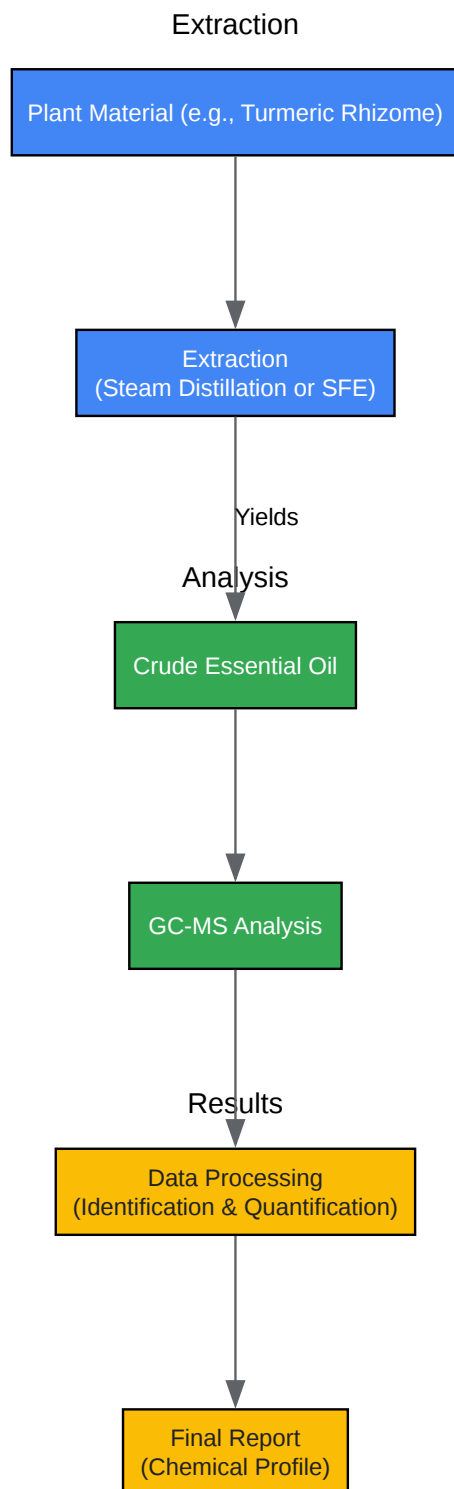 Extraction
Plant Material (e.g., Turmeric Rhizome)
Extraction
(Steam Distillation or SFE)
Yields
Analysis
Crude Essential Oil
GC-MS Analysis
Results
Data Processing
(Identification & Quantification)
Final Report
(Chemical Profile)